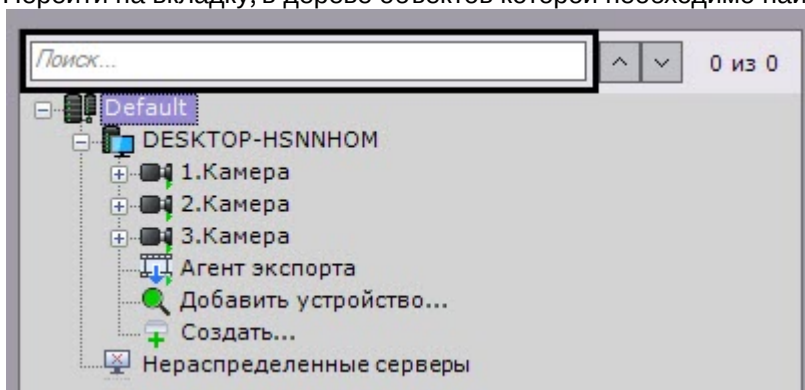 Перейти на вкладку, в дереве объектов которой необходимо
Поиск...
0 из 0
Default
DESKTOP-HSNNHOM
1.Камера
2.Камера
3.Камера
Агент экспорта
Добавить устройство...
Создать...
Нераспределенные серверы